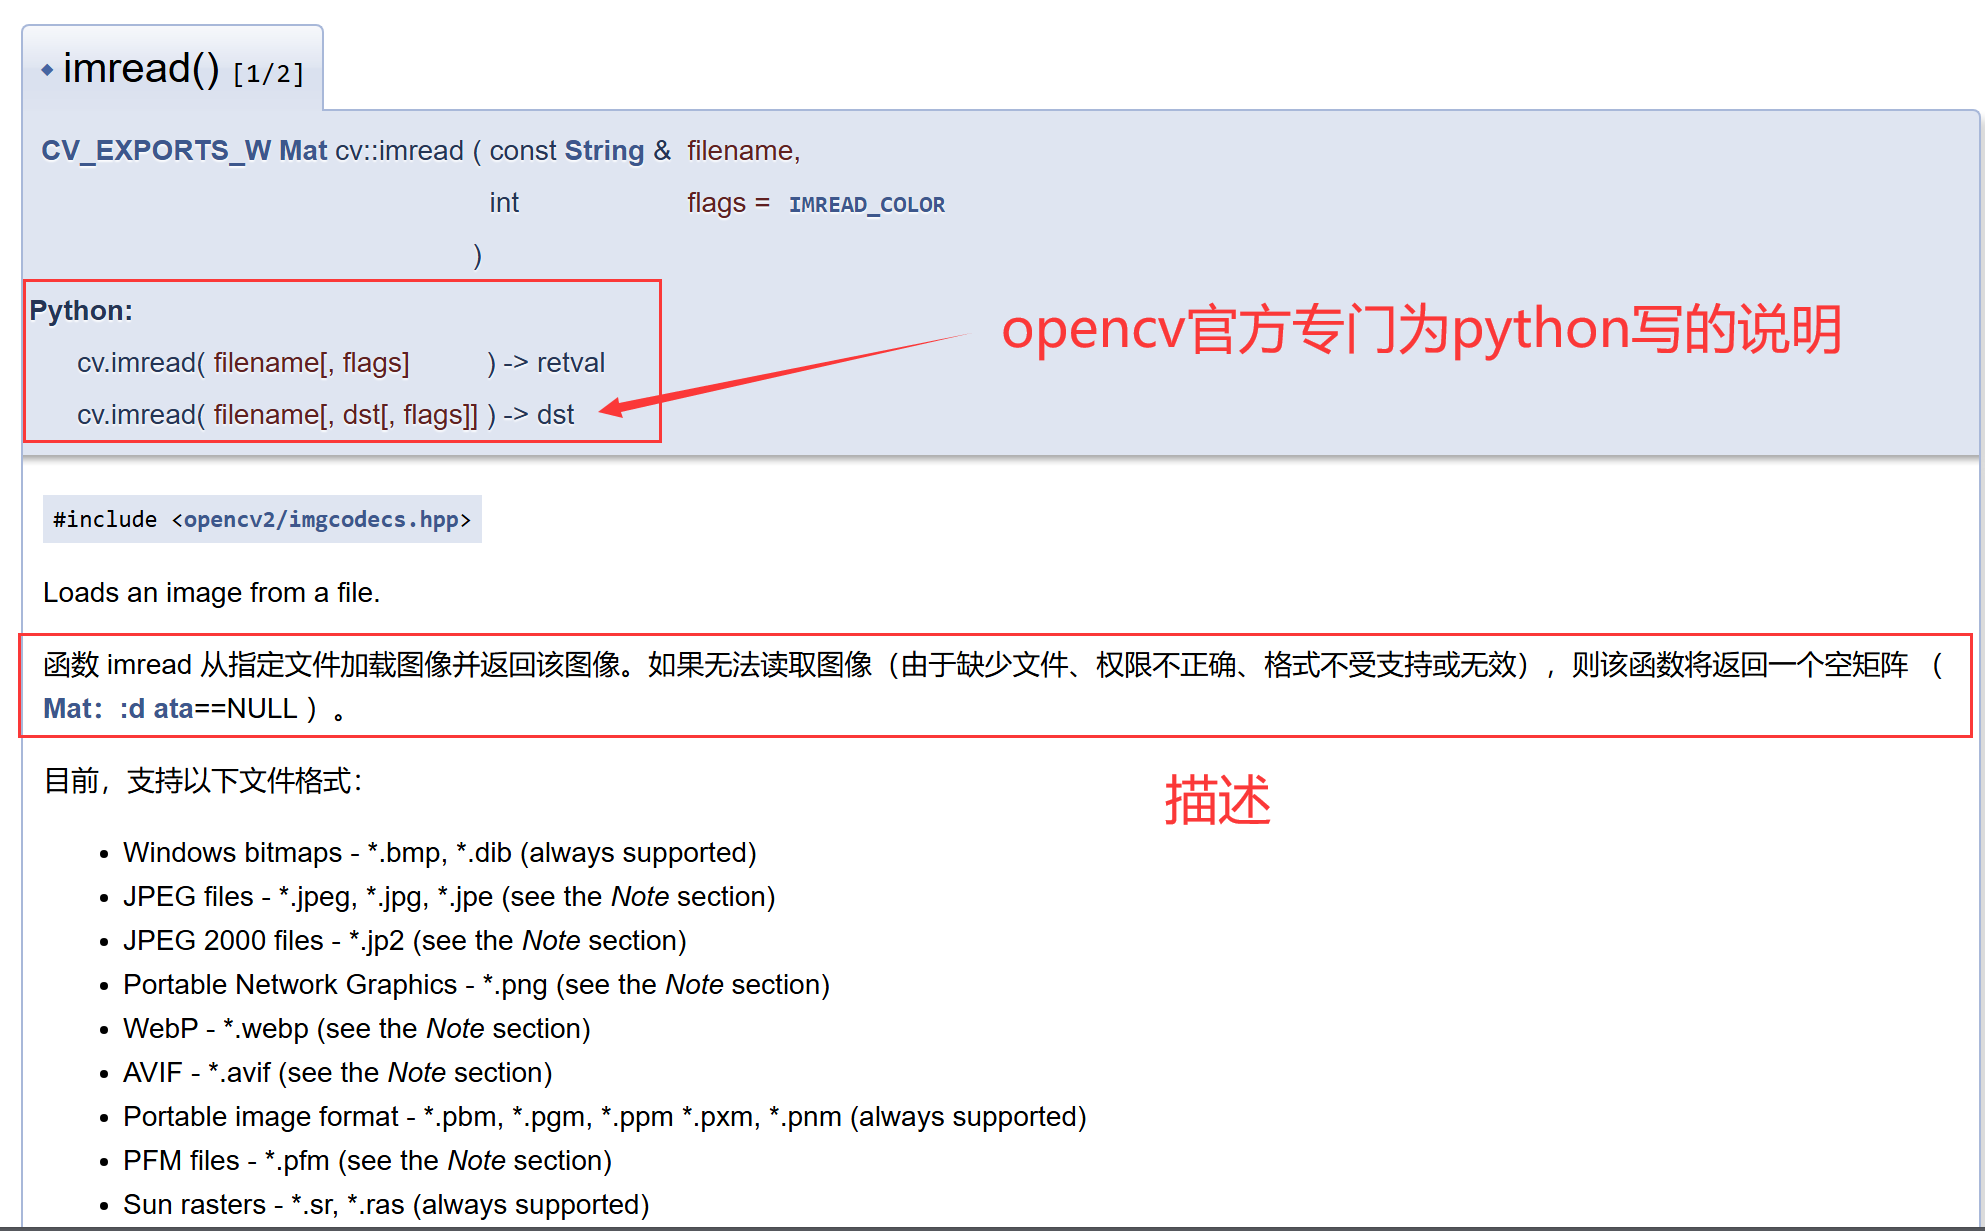 ◆ imread() [1/2]
CV_EXPORTS_W Mat cv::imread ( const String & filename,
int flags = IMREAD_COLOR
)
Python:
cv.imread( filename[, flags] ) -> retval
cv.imread( filename[, dst[, flags]] ) -> dst
opencv官方专门为python写的说明
#include <opencv2/imgcodecs.hpp>
Loads an image from a file.
函数 imread 从指定文件加载图像并返回该图像。如果无法读取图像（由于缺少文件、权限不正确、格式不受支持或无效），则该函数将返回一个空矩阵 （
Mat：:d ata==NULL ）。
目前，支持以下文件格式：
描述
• Windows bitmaps - *.bmp, *.dib (always supported)
• JPEG files - *.jpeg, *.jpg, *.jpe (see the Note section)
• JPEG 2000 files - *.jp2 (see the Note section)
• Portable Network Graphics - *.png (see the Note section)
• WebP - *.webp (see the Note section)
• AVIF - *.avif (see the Note section)
• Portable image format - *.pbm, *.pgm, *.ppm *.pxm, *.pnm (always supported)
• PFM files - *.pfm (see the Note section)
• Sun rasters - *.sr, *.ras (always supported)